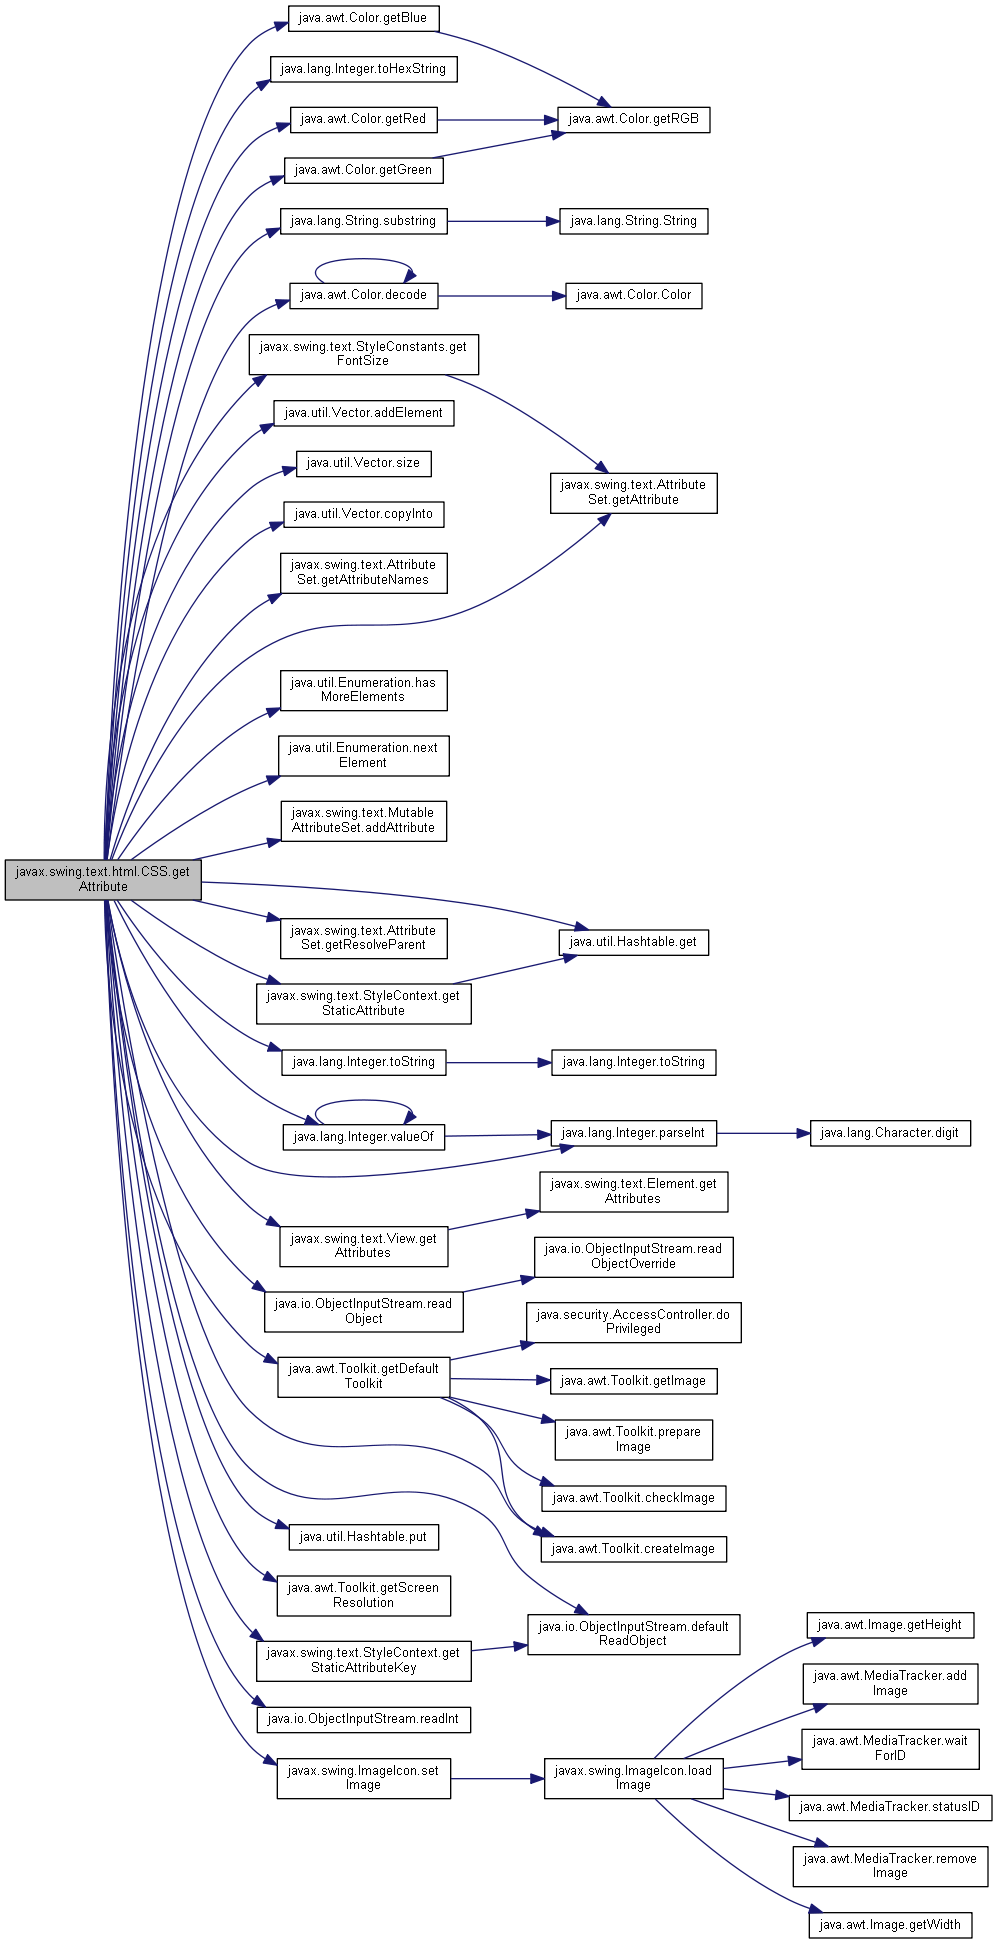 java.awt.Color.getBlue
java.lang.Integer.toHexString
java.awt.Color.getRed
java.awt.Color.getRGB
java.awt.Color.getGreen
java.lang.String.substring
java.lang.String.String
java.awt.Color.decode
java.awt.Color.Color
javax.swing.text.StyleConstants.get
FontSize
java.util.Vector.addElement
java.util.Vector.size
javax.swing.text.Attribute
Set.getAttribute
java.util.Vector.copyInto
javax.swing.text.Attribute
Set.getAttributeNames
java.util.Enumeration.has
MoreElements
java.util.Enumeration.next
Element
javax.swing.text.Mutable
AttributeSet.addAttribute
javax.swing.text.html.CSS.get
Attribute
javax.swing.text.Attribute
Set.getResolveParent
java.util.Hashtable.get
javax.swing.text.StyleContext.get
StaticAttribute
java.lang.Integer.toString
java.lang.Integer.toString
java.lang.Integer.valueOf
java.lang.Integer.parseInt
java.lang.Character.digit
javax.swing.text.Element.get
Attributes
javax.swing.text.View.get
Attributes
java.io.ObjectInputStream.read
ObjectOverride
java.io.ObjectInputStream.read
Object
java.security.AccessController.do
Privileged
java.awt.Toolkit.getDefault
Toolkit
java.awt.Toolkit.getImage
java.awt.Toolkit.prepare
Image
java.awt.Toolkit.checkImage
java.util.Hashtable.put
java.awt.Toolkit.createImage
java.awt.Toolkit.getScreen
Resolution
java.io.ObjectInputStream.default
ReadObject
javax.swing.text.StyleContext.get
StaticAttributeKey
java.io.ObjectInputStream.readInt
javax.swing.ImageIcon.set
Image
javax.swing.ImageIcon.load
Image
java.awt.Image.getHeight
java.awt.MediaTracker.add
Image
java.awt.MediaTracker.wait
ForID
java.awt.MediaTracker.statusID
java.awt.MediaTracker.remove
Image
java.awt.Image.getWidth